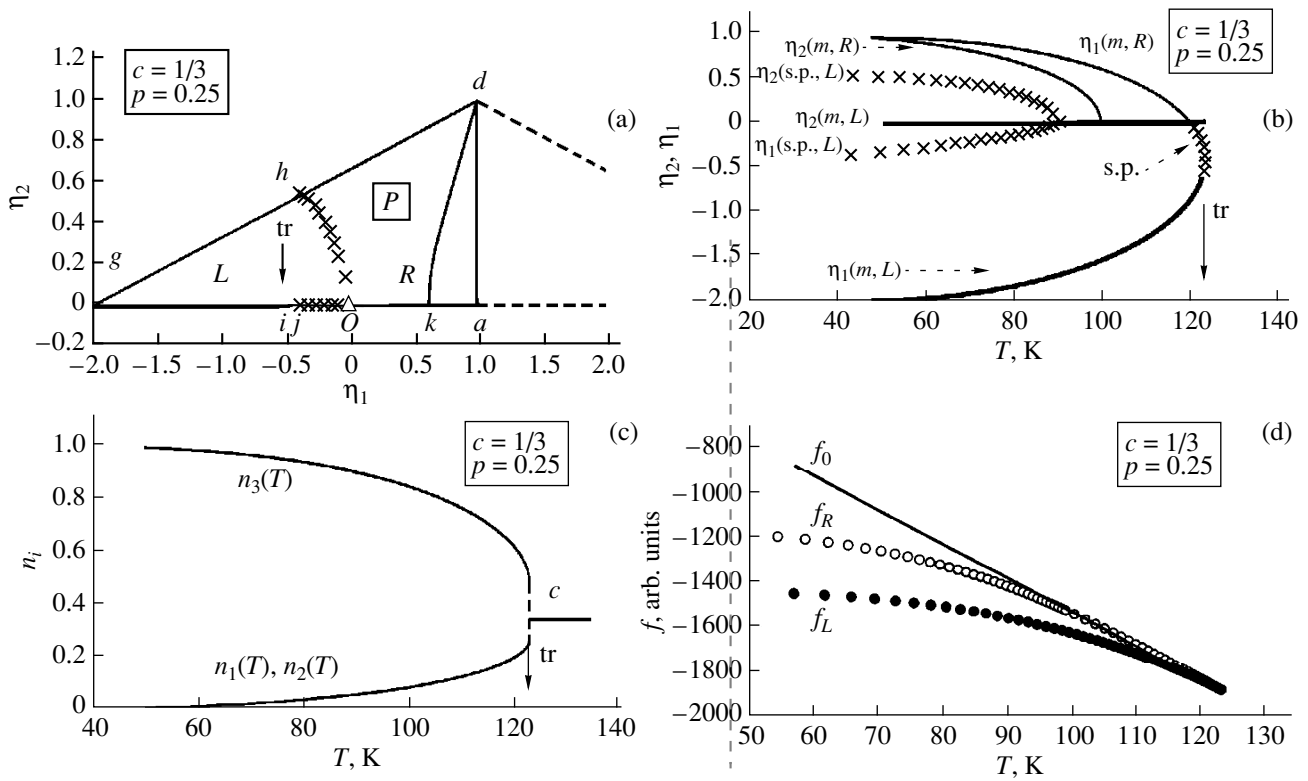 c = 1/3
p = 0.25
(a)
η2
1.2
1.0
0.8
0.6
0.4
0.2
0
−0.2
d
h
P
tr
g
L
R
i j O k a
−2.0 −1.5 −1.0 −0.5 0 0.5 1.0 1.5 2.0
η1
c = 1/3
p = 0.25
(b)
η2, η1
1.0
0.5
0
−0.5
−1.0
−1.5
−2.0
η2(m, R)
η1(m, R)
η2(s.p., L)
η2(m, L)
η1(s.p., L)
s.p.
tr
η1(m, L)
20 40 60 80 100 120 140
T, K
c = 1/3
p = 0.25
(c)
ni
1.0
0.8
0.6
0.4
0.2
0
n3(T)
c
n1(T), n2(T)
tr
40 60 80 100 120 140
T, K
c = 1/3
p = 0.25
(d)
f, arb. units
−800
−1000
−1200
−1400
−1600
−1800
−2000
f0
fR
fL
50 60 70 80 90 100 110 120 130
T, K